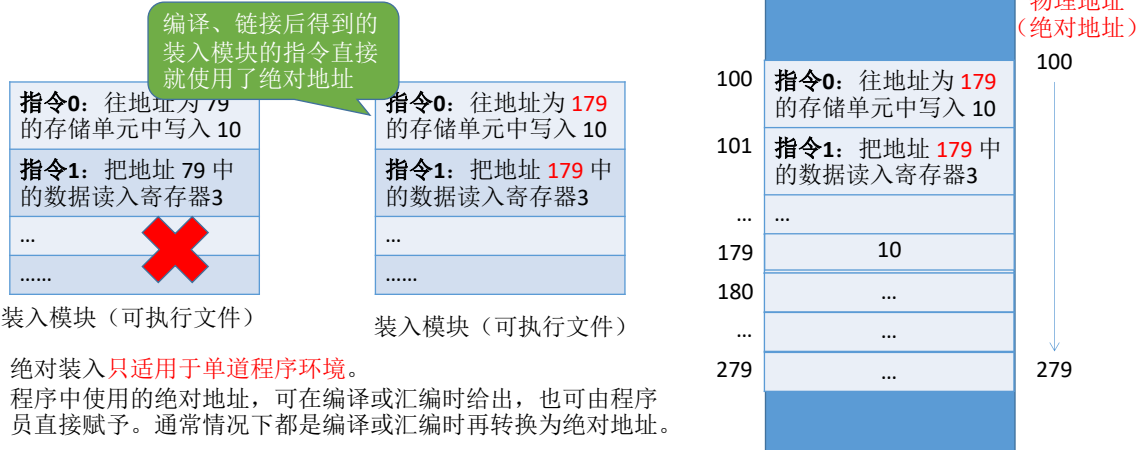 编译、链接后得到的
装入模块的指令直接
就使用了绝对地址
指令0：往地址为 79
的存储单元中写入 10
指令1：把地址 79 中
的数据读入寄存器3
...
......
装入模块（可执行文件）
指令0：往地址为 179
的存储单元中写入 10
指令1：把地址 179 中
的数据读入寄存器3
...
......
装入模块（可执行文件）
绝对装入只适用于单道程序环境。
程序中使用的绝对地址，可在编译或汇编时给出，也可由程序
员直接赋予。通常情况下都是编译或汇编时再转换为绝对地址。
物理地址
（绝对地址）
100
指令0：往地址为 179
的存储单元中写入 10
100
101
指令1：把地址 179 中
的数据读入寄存器3
...
...
179
10
180
...
...
...
279
...
279